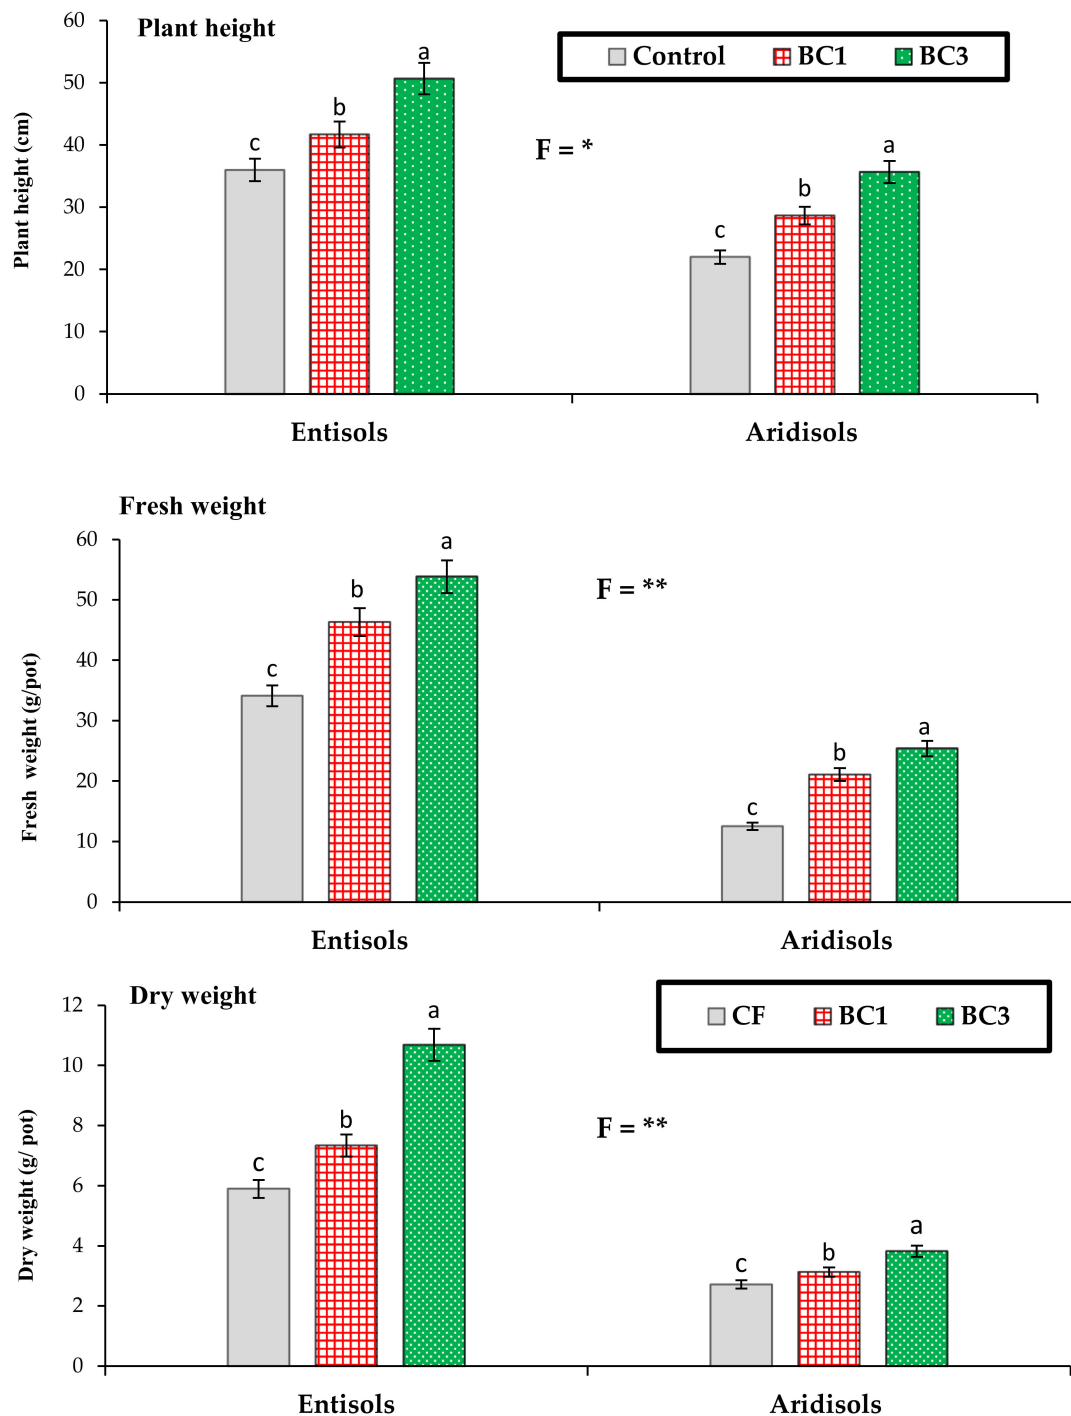 Plant height
Control BC1 BC3
F = *
Plant height (cm)
60
50
40
30
20
10
0
c
b
a
c
b
a
Entisols Aridisols
Fresh weight
F = **
Fresh weight (g/pot)
60
50
40
30
20
10
0
c
b
a
c
b
a
Entisols Aridisols
Dry weight
CF BC1 BC3
F = **
Dry weight (g/ pot)
12
10
8
6
4
2
0
c
b
a
c
b
a
Entisols Aridisols